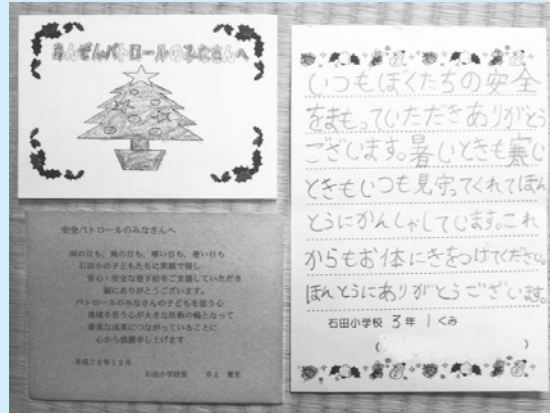 あんぜんパトロールのみなさんへ
安全パトロールのみなさんへ
雨の日も、風の日も、寒い日も、暑い日も
石田小の子どもたちに笑顔で接し
安心・安全な登下校をご支援していただき
誠にありがとうございます。
パトロールのみなさんの子どもを思う心
地域を思う心が大きな活動の輪となって
着実な成果につながっていることに
心から感謝申し上げます
平成20年12月
石田小学校長
いつもぼくたちの安全
をまもっていただきありがとう
ございます。暑いときも寒い
ときもいつも見守ってくれてほん
とうにかんしゃしています。これ
からもお体にきをつけてください。
ほんとうにありがとうございます。
石田小学校 3年 1くみ
( )